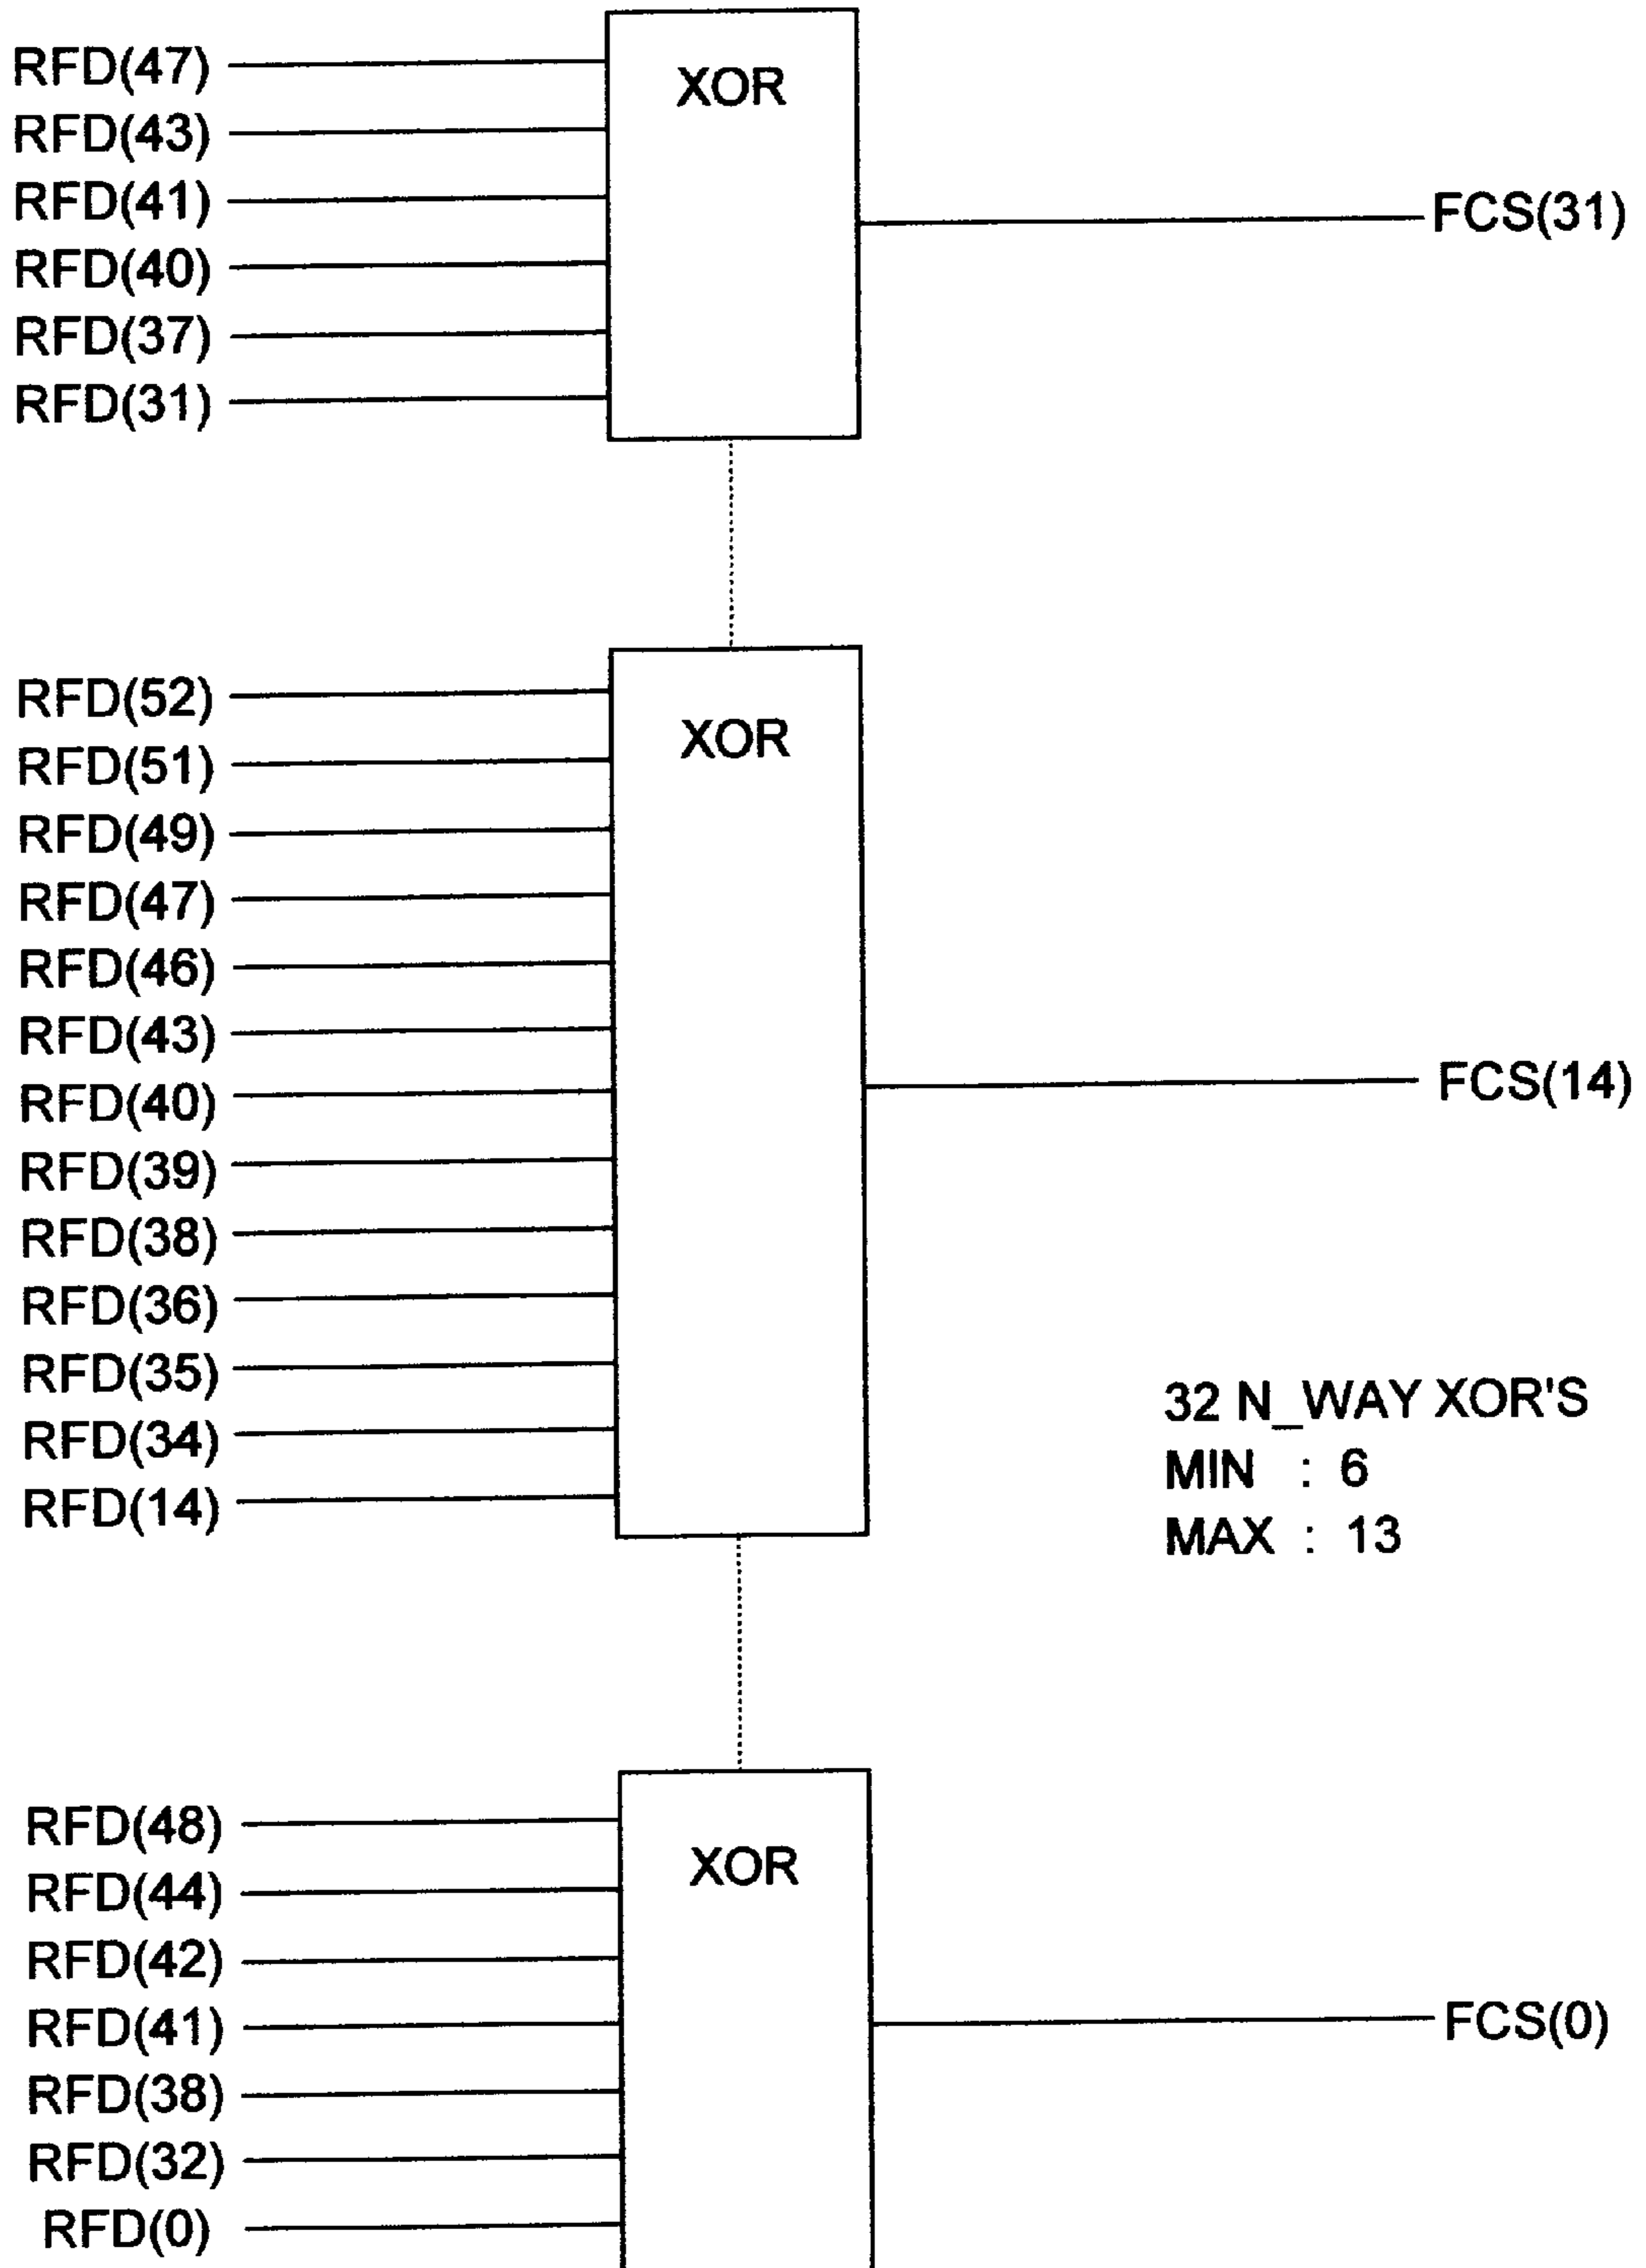 RFD(47)
RFD(43)
RFD(41)
RFD(40)
RFD(37)
RFD(31)
XOR
FCS(31)
RFD(52)
RFD(51)
RFD(49)
RFD(47)
RFD(46)
RFD(43)
RFD(40)
RFD(39)
RFD(38)
RFD(36)
RFD(35)
RFD(34)
RFD(14)
XOR
FCS(14)
32 N_WAY XOR'S
MIN : 6
MAX : 13
RFD(48)
RFD(44)
RFD(42)
RFD(41)
RFD(38)
RFD(32)
RFD(0)
XOR
FCS(0)